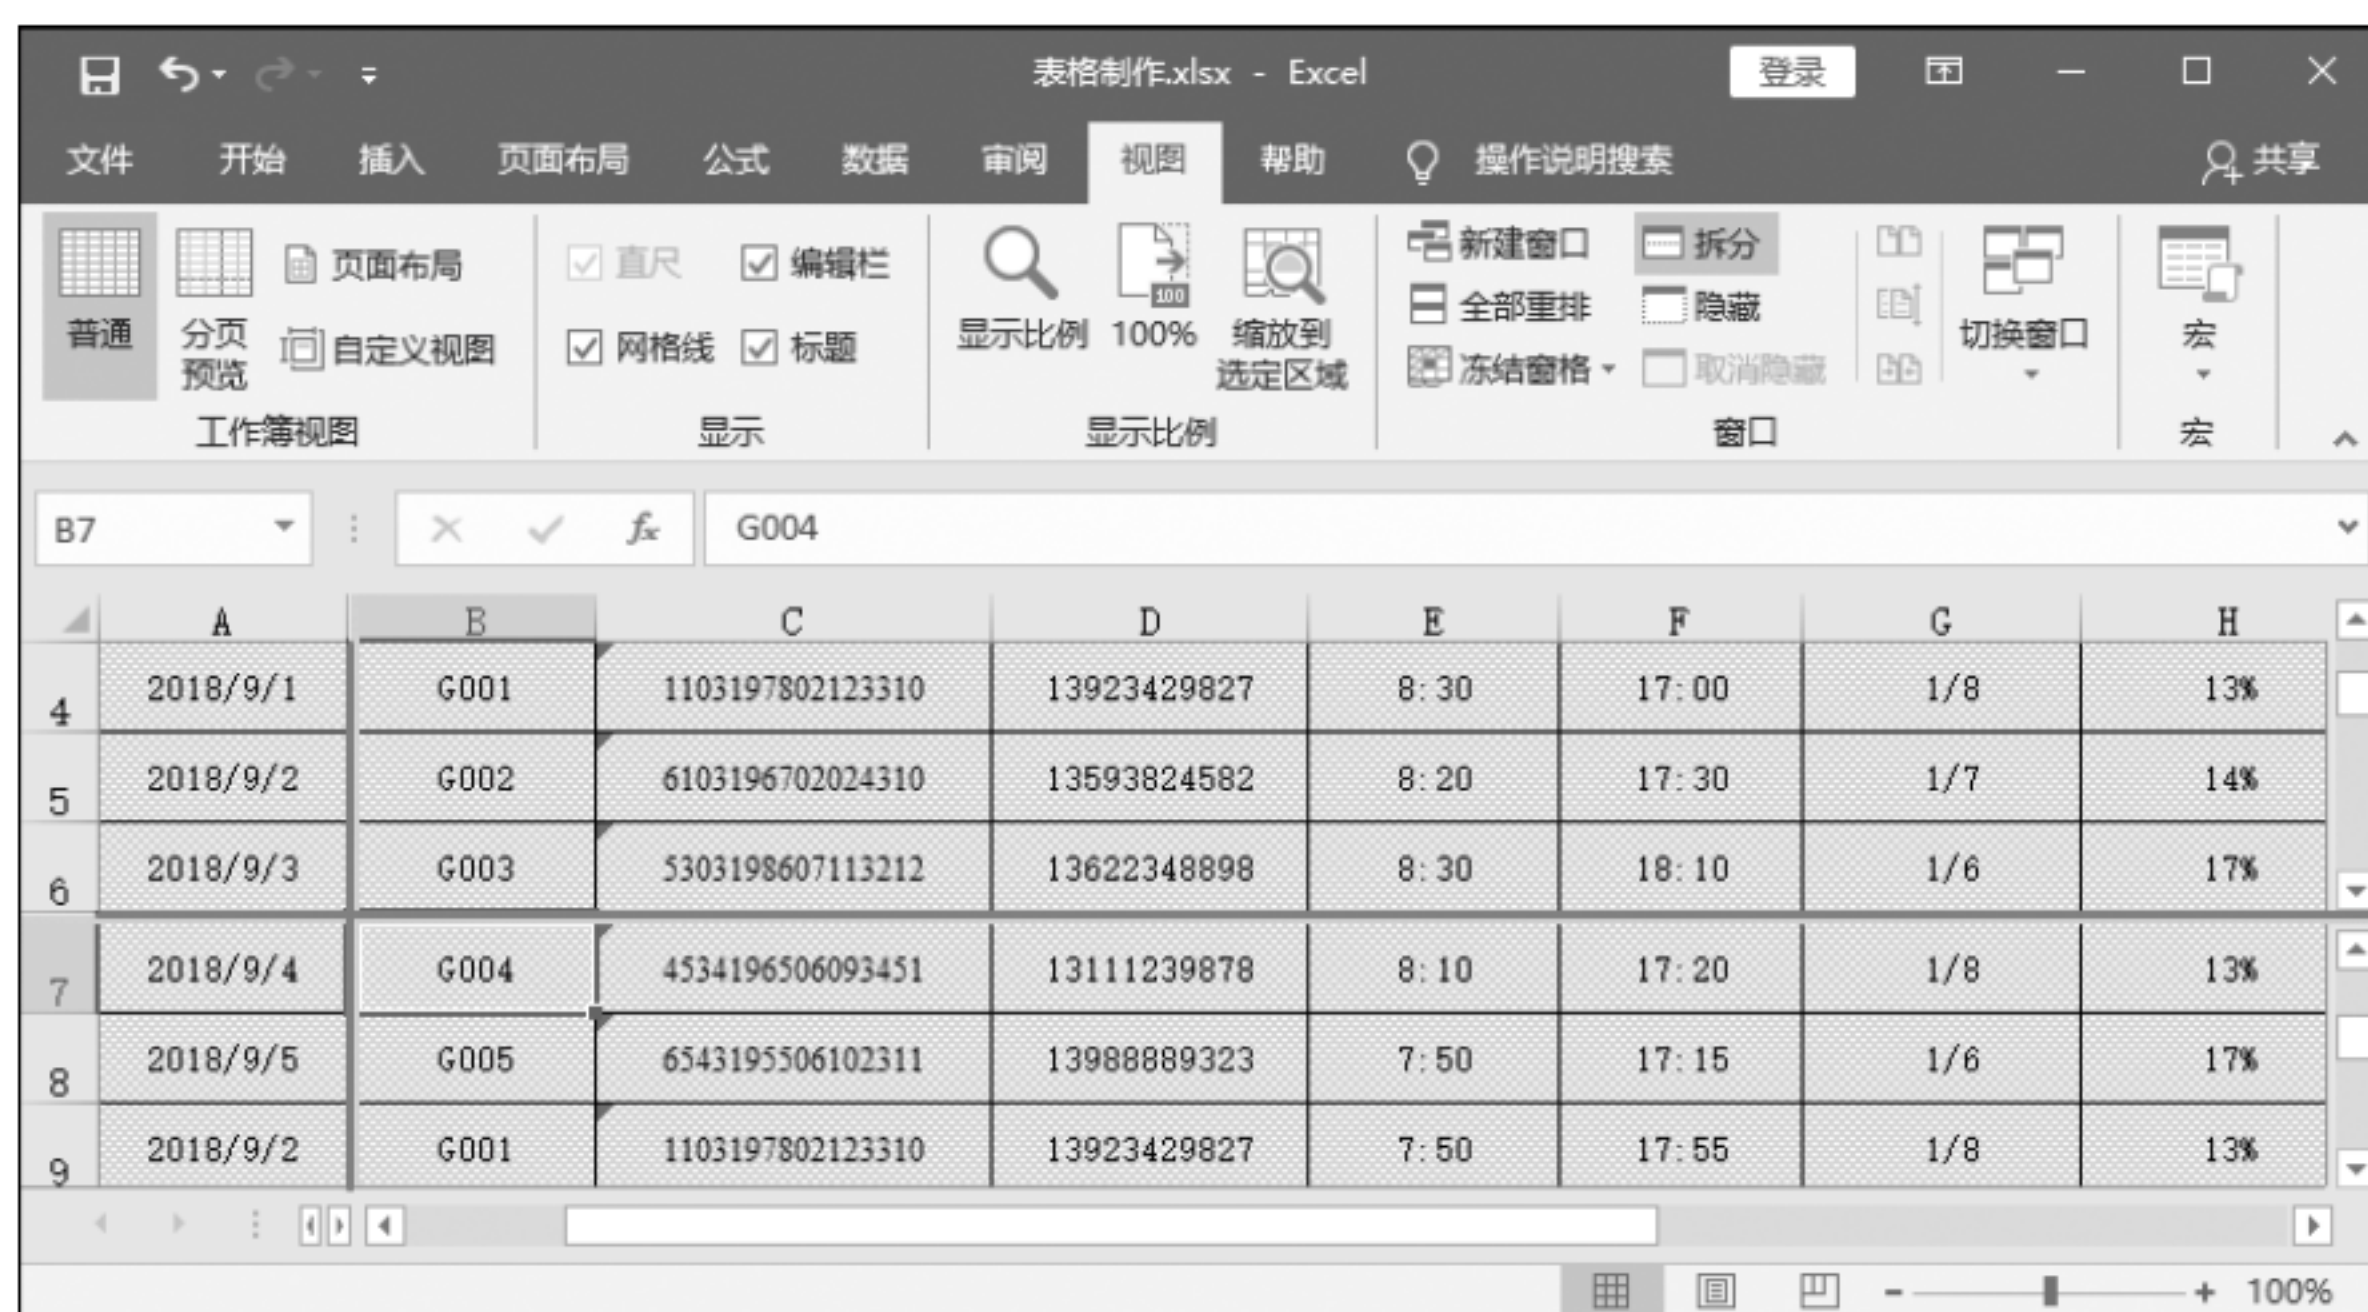 表格制作.xlsx - Excel 登录
文件 开始 插入 页面布局 公式 数据 审阅 视图 帮助 操作说明搜索 共享
普通 分页预览 页面布局 自定义视图
工作簿视图
直尺 编辑栏
网格线 标题
显示
显示比例 100% 缩放到选定区域
显示比例
新建窗口 拆分
全部重排 隐藏
冻结窗格 取消隐藏
切换窗口
窗口
宏
宏
B7 fx G004
A B C D E F G H
4 2018/9/1 G001 1103197802123310 13923429827 8:30 17:00 1/8 13%
5 2018/9/2 G002 6103196702024310 13593824582 8:20 17:30 1/7 14%
6 2018/9/3 G003 5303198607113212 13622348898 8:30 18:10 1/6 17%
7 2018/9/4 G004 4534196506093451 13111239878 8:10 17:20 1/8 13%
8 2018/9/5 G005 6543195506102311 13988889323 7:50 17:15 1/6 17%
9 2018/9/2 G001 1103197802123310 13923429827 7:50 17:55 1/8 13%
- + 100%